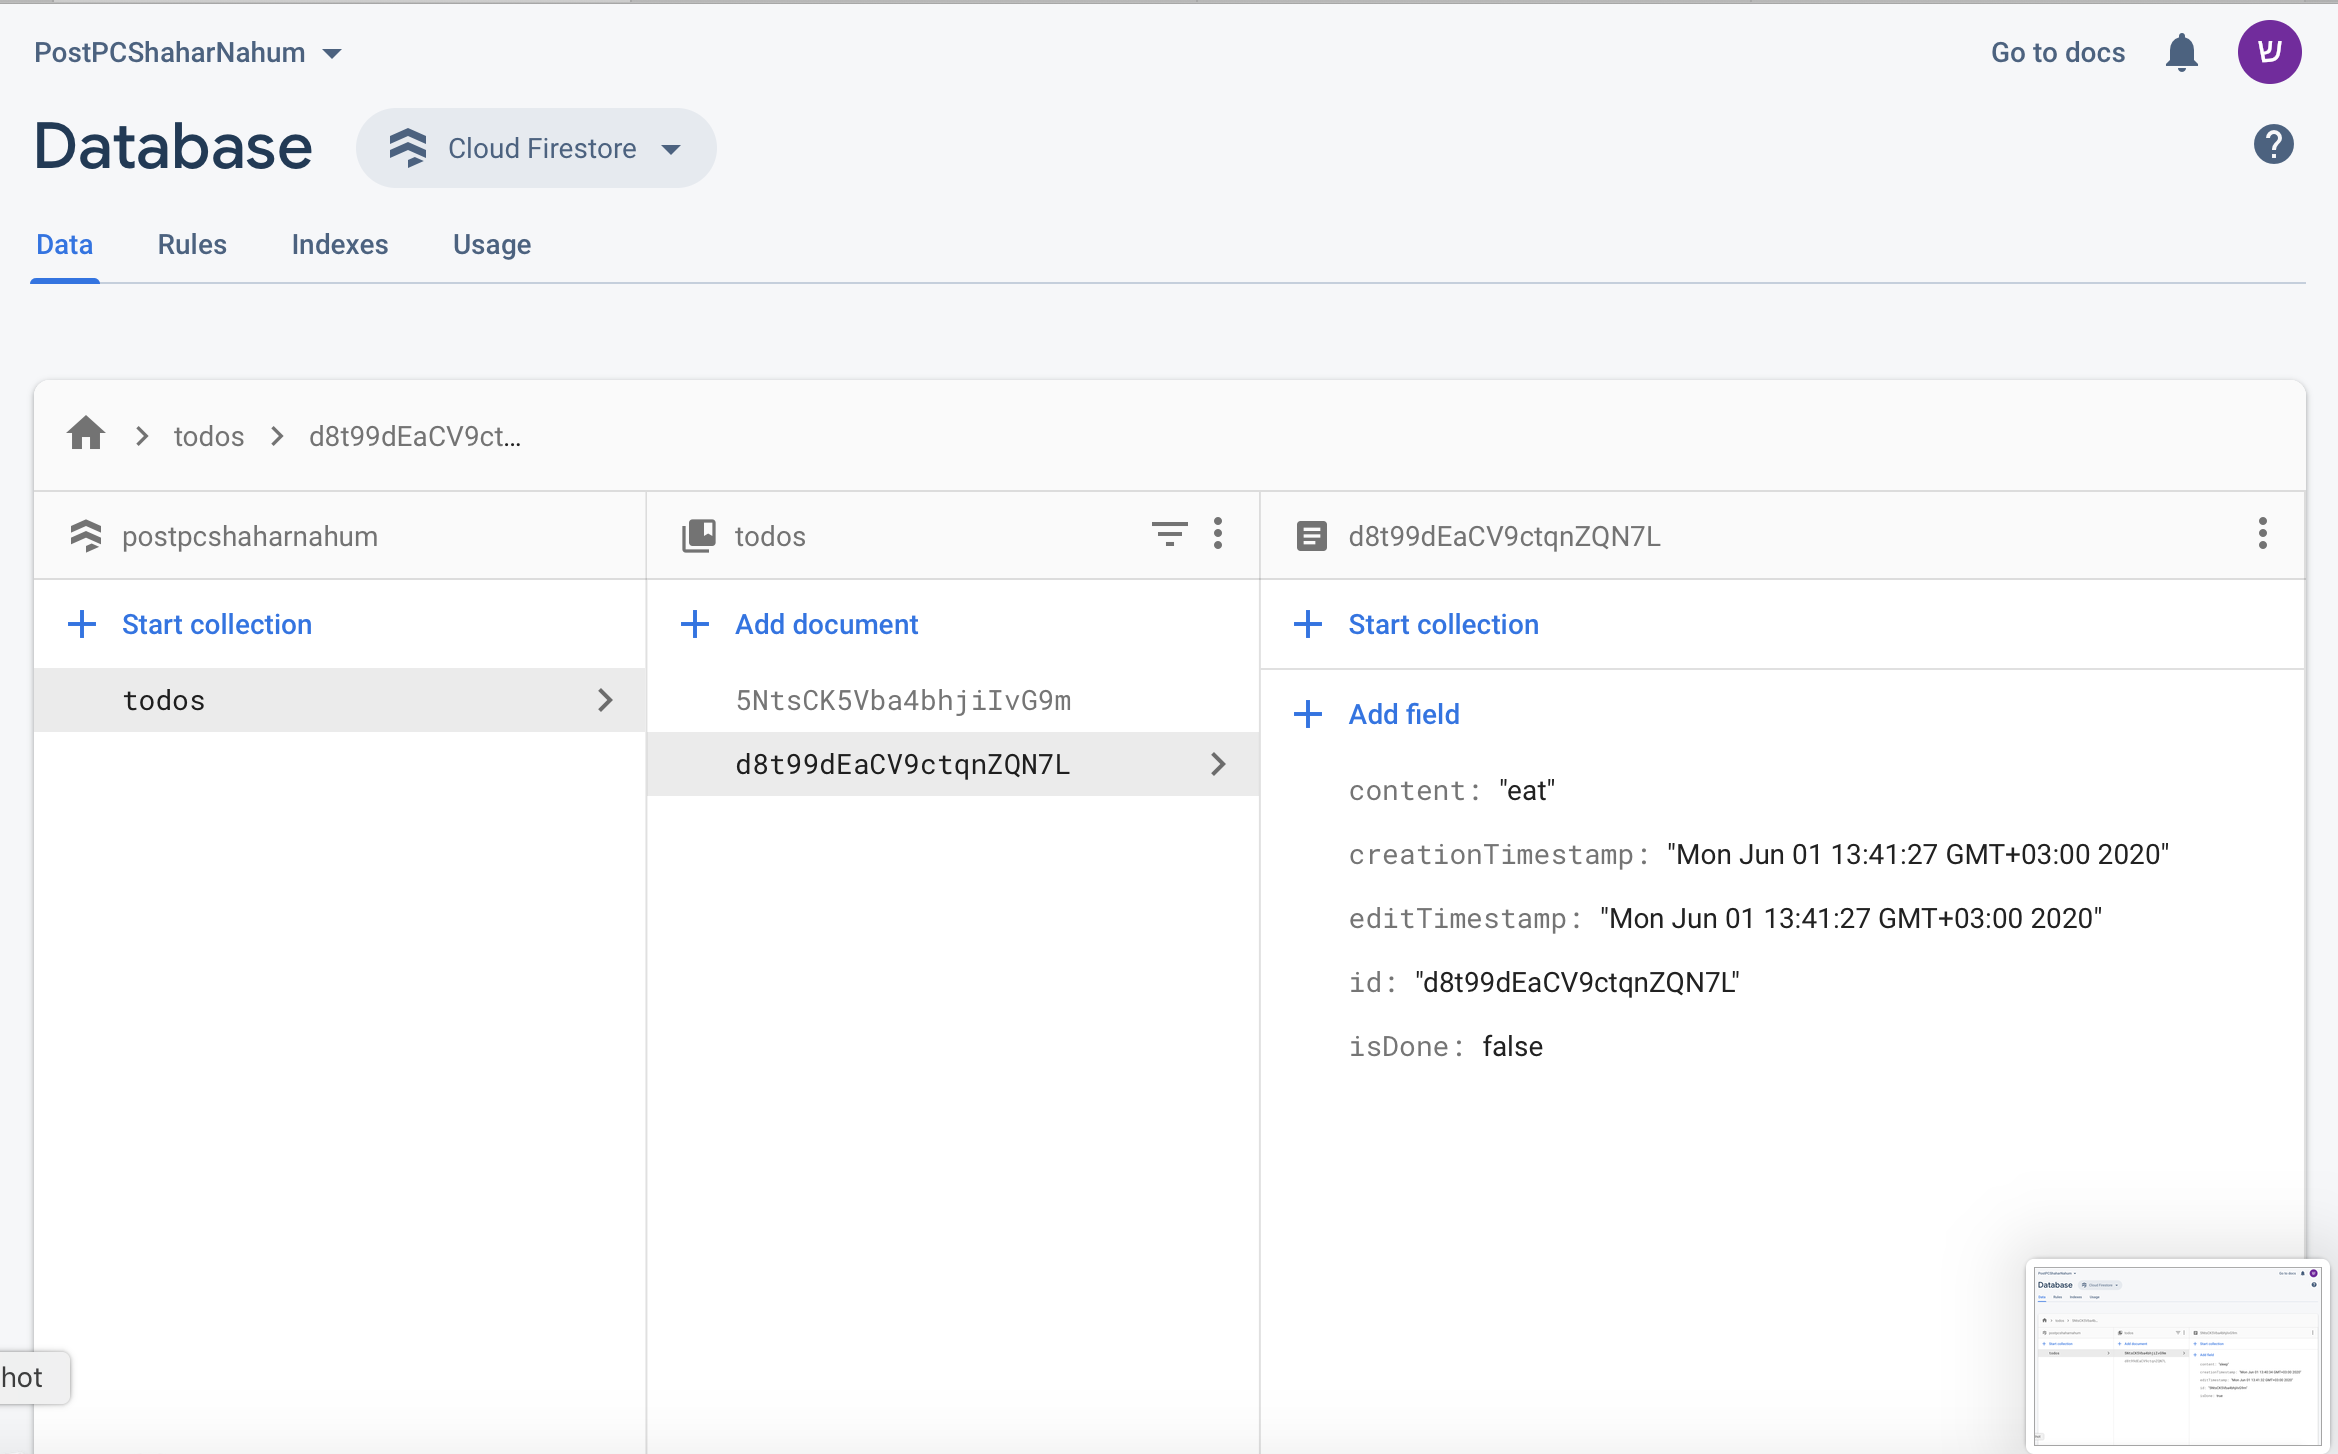 PostPCShaharNahum
Go to docs
ש
Database
Cloud Firestore
Data Rules Indexes Usage
todos
d8t99dEaCV9ct...
postpcshaharnahum
Start collection
todos
todos
Add document
5NtsCK5Vba4bhjiIvG9m
d8t99dEaCV9ctqnZQN7L
d8t99dEaCV9ctqnZQN7L
Start collection
Add field
content: "eat"
creationTimestamp: "Mon Jun 01 13:41:27 GMT+03:00 2020"
editTimestamp: "Mon Jun 01 13:41:27 GMT+03:00 2020"
id: "d8t99dEaCV9ctqnZQN7L"
isDone: false
hot
Database